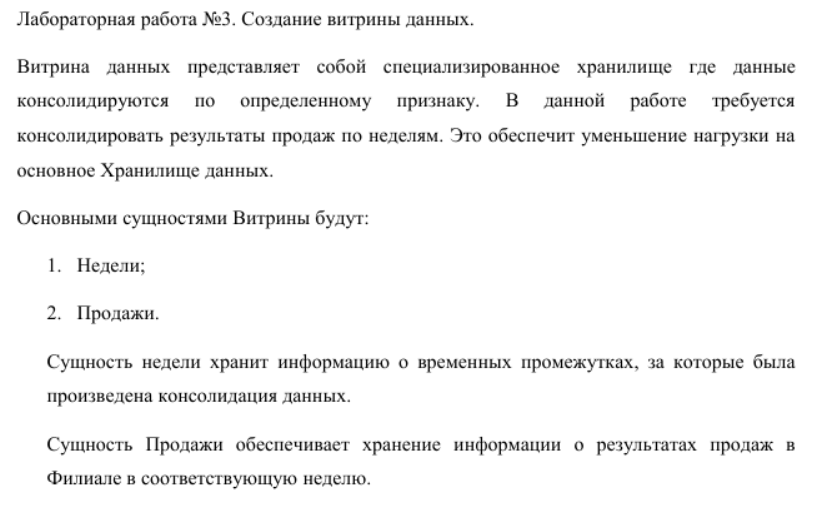 Лабораторная работа №3. Создание витрины данных.
Витрина данных представляет собой специализированное хранилище где данные
консолидируются по определенному признаку. В данной работе требуется
консолидировать результаты продаж по неделям. Это обеспечит уменьшение нагрузки на
основное Хранилище данных.
Основными сущностями Витрины будут:
1. Недели;
2. Продажи.
Сущность недели хранит информацию о временных промежутках, за которые была
произведена консолидация данных.
Сущность Продажи обеспечивает хранение информации о результатах продаж в
Филиале в соответствующую неделю.